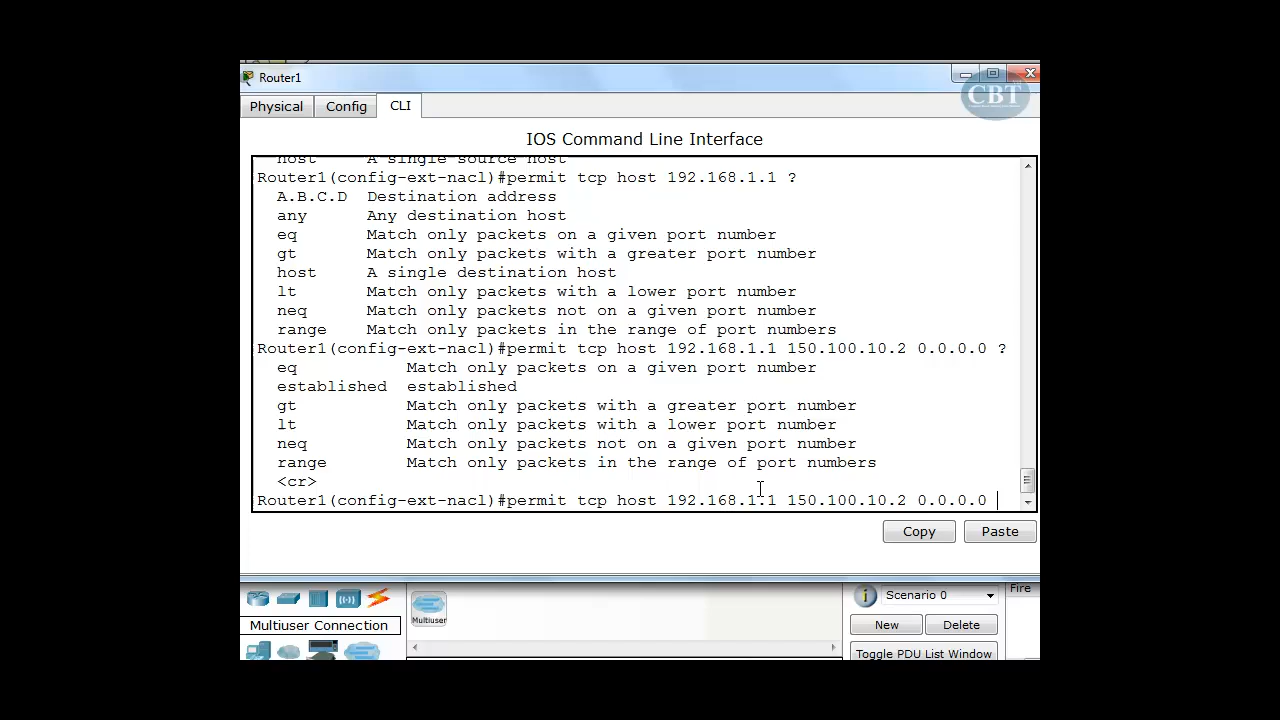 Router1
CBT
Physical Config CLI
IOS Command Line Interface
host A single source host
Router1(config-ext-nacl)#permit tcp host 192.168.1.1 ?
A.B.C.D Destination address
any Any destination host
eq Match only packets on a given port number
gt Match only packets with a greater port number
host A single destination host
lt Match only packets with a lower port number
neq Match only packets not on a given port number
range Match only packets in the range of port numbers
Router1(config-ext-nacl)#permit tcp host 192.168.1.1 150.100.10.2 0.0.0.0 ?
eq Match only packets on a given port number
established established
gt Match only packets with a greater port number
lt Match only packets with a lower port number
neq Match only packets not on a given port number
range Match only packets in the range of port numbers
<cr>
Router1(config-ext-nacl)#permit tcp host 192.168.1.1 150.100.10.2 0.0.0.0
Copy Paste
Scenario 0 Fire
Multiuser
New Delete
Multiuser Connection
Toggle PDU List Window